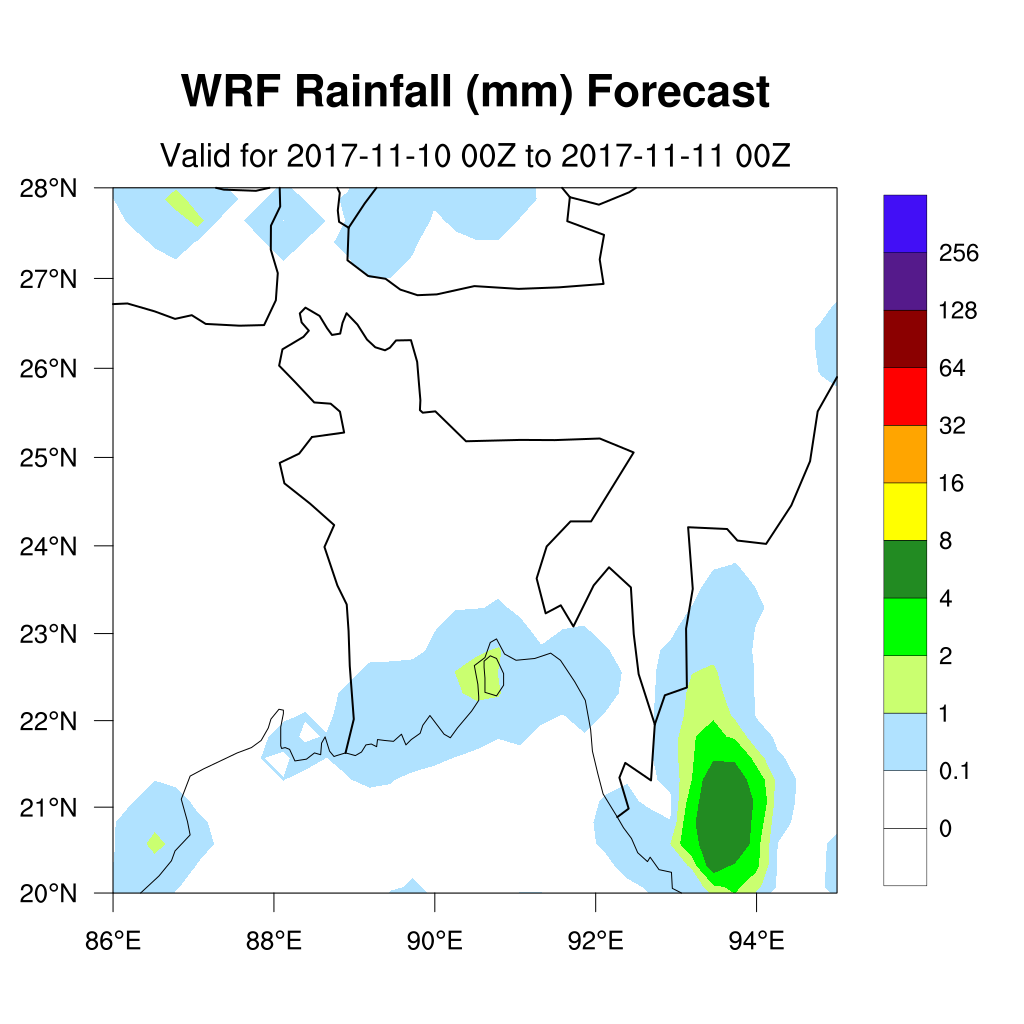 WRF Rainfall (mm) Forecast
Valid for 2017-11-10 00Z to 2017-11-11 00Z
28°N
27°N
26°N
25°N
24°N
23°N
22°N
21°N
20°N
86°E 88°E 90°E 92°E 94°E
256
128
64
32
16
8
4
2
1
0.1
0